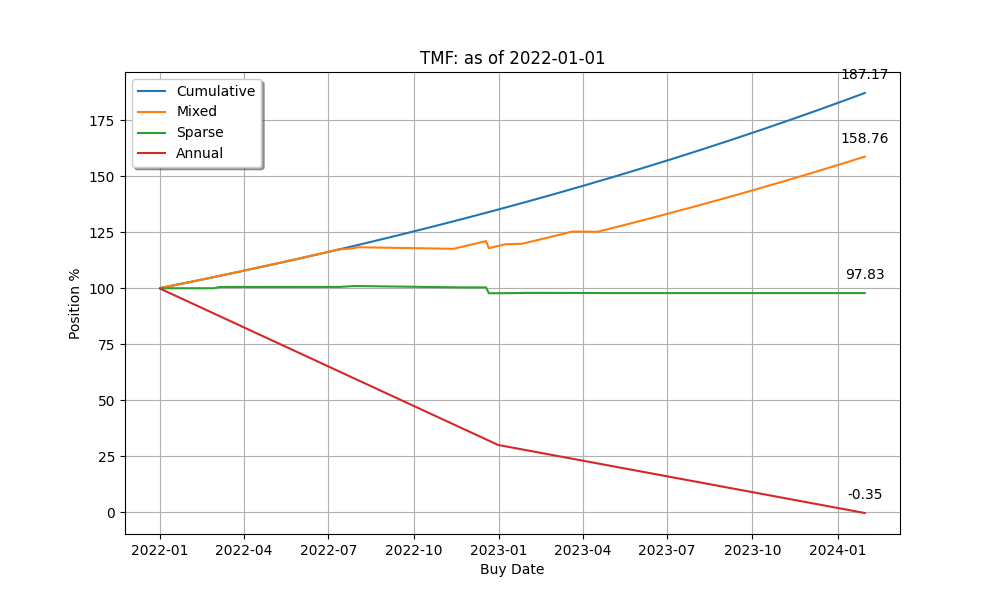 TMF: as of 2022-01-01
187.17
Cumulative
Mixed
Sparse
Annual
175
158.76
150
125
100
97.83
75
50
25
0
-0.35
Position %
2022-01 2022-04 2022-07 2022-10 2023-01 2023-04 2023-07 2023-10 2024-01
Buy Date